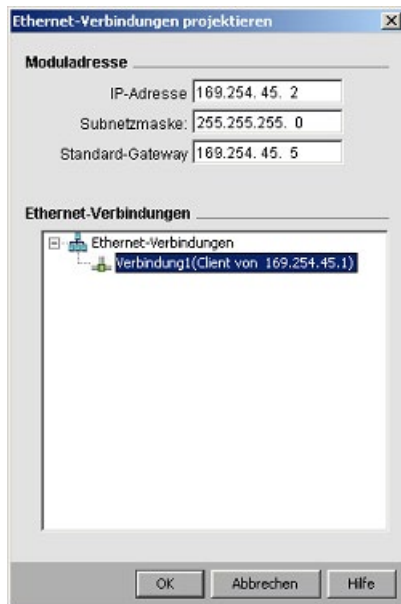 Ethernet-Verbindungen projektieren
Moduladresse
IP-Adresse 169.254. 45. 2
Subnetzmaske: 255.255.255. 0
Standard-Gateway 169.254. 45. 5
Ethernet-Verbindungen
Ethernet-Verbindungen
Verbindung1(Client von 169.254.45.1)
OK Abbrechen Hilfe